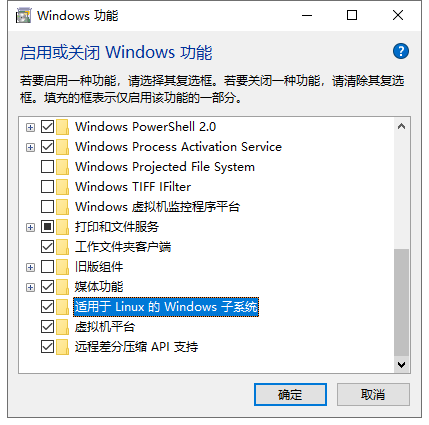 Windows 功能
启用或关闭 Windows 功能
若要启用一种功能，请选择其复选框。若要关闭一种功能，请清除其复选
框。填充的框表示仅启用该功能的一部分。
Windows PowerShell 2.0
Windows Process Activation Service
Windows Projected File System
Windows TIFF IFilter
Windows 虚拟机监控程序平台
打印和文件服务
工作文件夹客户端
旧版组件
媒体功能
适用于 Linux 的 Windows 子系统
虚拟机平台
远程差分压缩 API 支持
确定
取消